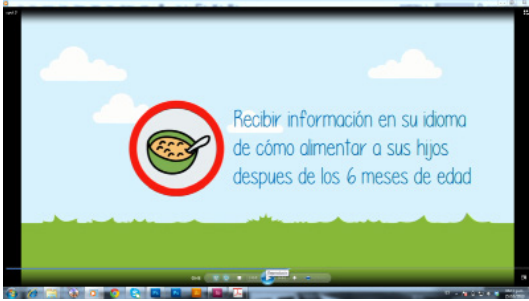 Recibir información en su idioma
de cómo alimentar a sus hijos
despues de los 6 meses de edad